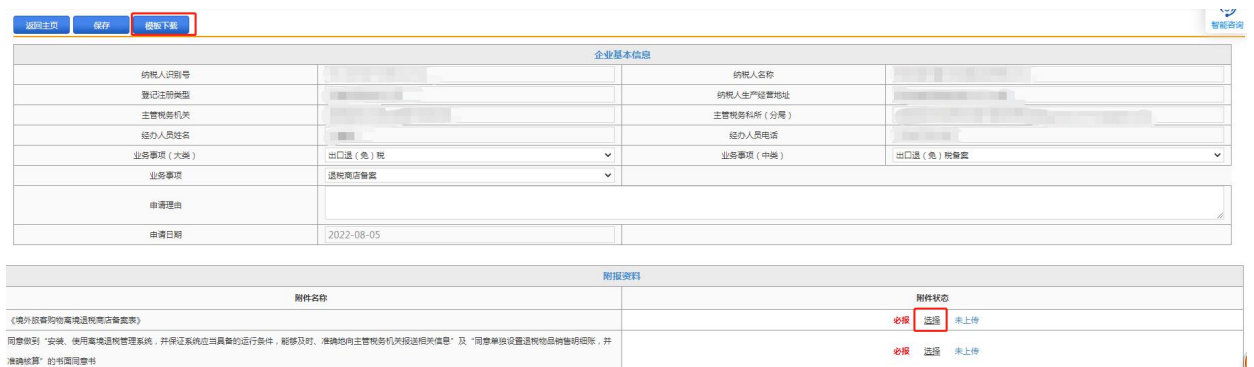 智能咨询
返回主页 保存 模板下载
企业基本信息
纳税人识别号 纳税人名称
登记注册类型 纳税人生产经营地址
主管税务机关 主管税务科所（分局）
经办人员姓名 经办人员电话
业务事项（大类） 出口退（免）税 业务事项（中类） 出口退（免）税备案
业务事项 退税商店备案
申请理由
申请日期 2022-08-05
附报资料
附件名称 附件状态
《境外旅客购物离境退税商店备案表》 必报 选择 未上传
同意做到“安装、使用离境退税管理系统，并保证系统应当具备的运行条件，能够及时、准确地向主管税务机关报送相关信息”及“同意单独设置退税物品销售明细账，并
准确核算”的书面同意书 必报 选择 未上传